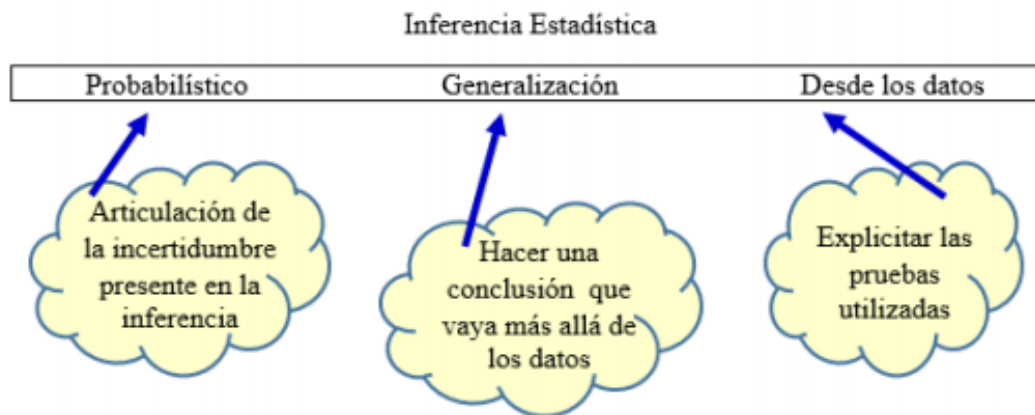 Inferencia Estadística
Probabilístico Generalización Desde los datos
Articulación de
la incertidumbre
presente en la
inferencia
Hacer una
conclusión que
vaya más allá de
los datos
Explicitar las
pruebas
utilizadas